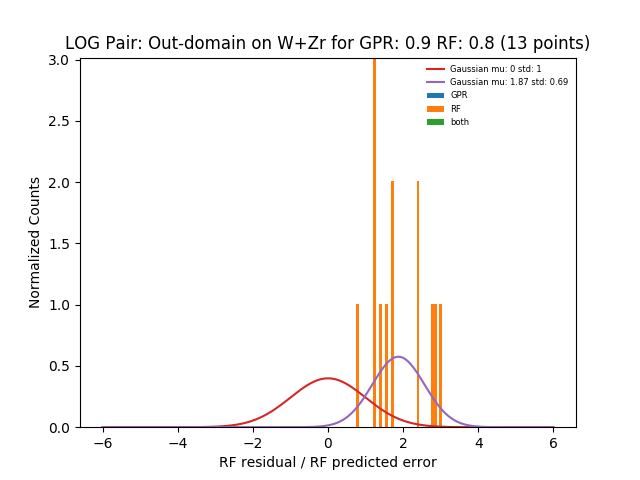 LOG Pair: Out-domain on W+Zr for GPR: 0.9 RF: 0.8 (13 points)
Gaussian mu: 0 std: 1
Gaussian mu: 1.87 std: 0.69
GPR
RF
both
Normalized Counts
3.0
2.5
2.0
1.5
1.0
0.5
0.0
−6 −4 −2 0 2 4 6
RF residual / RF predicted error